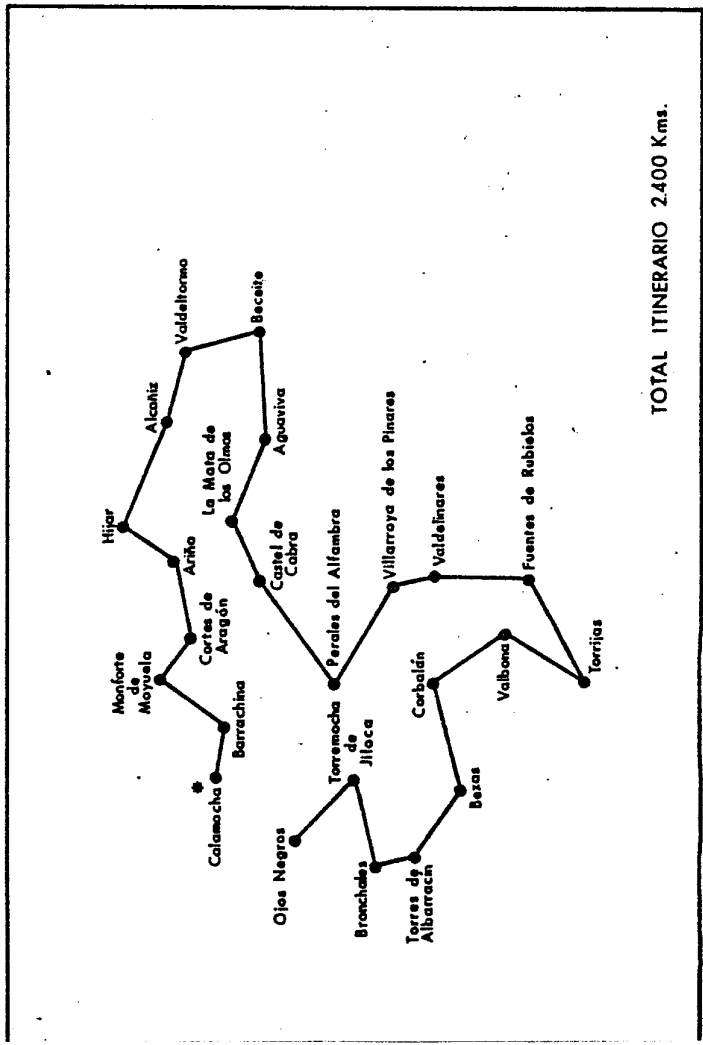 Hijar
Alcañiz
Valdeltormo
Beceite
Ariño
Cortes de
Aragón
Monforte
de
Moyuela
Barrachina
*
Calamocha
La Mata de
los Olmos
Aguaviva
Castel de
Cabra
Perales del Alfambra
Villarroya de los Pinares
Valdelinares
Fuentes de Rubielos
Torrijas
Valbona
Corbalán
Bezas
Torres de
Albarracin
Bronchales
Torremocha
de
Jiloca
Ojos Negros
TOTAL ITINERARIO 2.400 Kms.